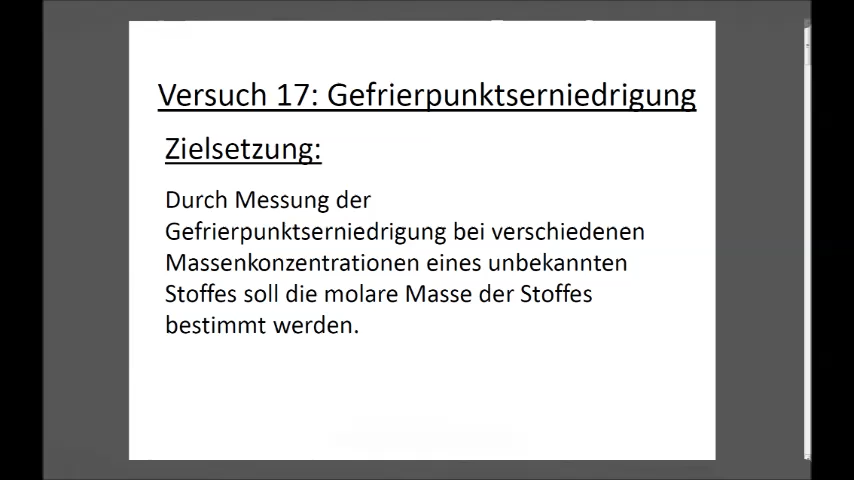 Versuch 17: Gefrierpunktserniedrigung
Zielsetzung:
Durch Messung der
Gefrierpunktserniedrigung bei verschiedenen
Massenkonzentrationen eines unbekannten
Stoffes soll die molare Masse der Stoffes
bestimmt werden.